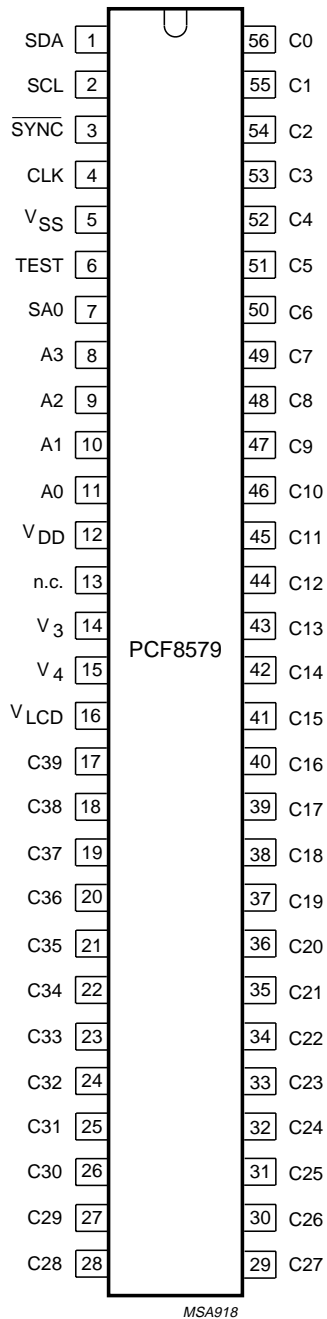 SDA 1 56 C0
SCL 2 55 C1
SYNC 3 54 C2
CLK 4 53 C3
VSS 5 52 C4
TEST 6 51 C5
SA0 7 50 C6
A3 8 49 C7
A2 9 48 C8
A1 10 47 C9
A0 11 46 C10
VDD 12 45 C11
n.c. 13 44 C12
V3 14 43 C13
PCF8579
V4 15 42 C14
VLCD 16 41 C15
C39 17 40 C16
C38 18 39 C17
C37 19 38 C18
C36 20 37 C19
C35 21 36 C20
C34 22 35 C21
C33 23 34 C22
C32 24 33 C23
C31 25 32 C24
C30 26 31 C25
C29 27 30 C26
C28 28 29 C27
MSA918